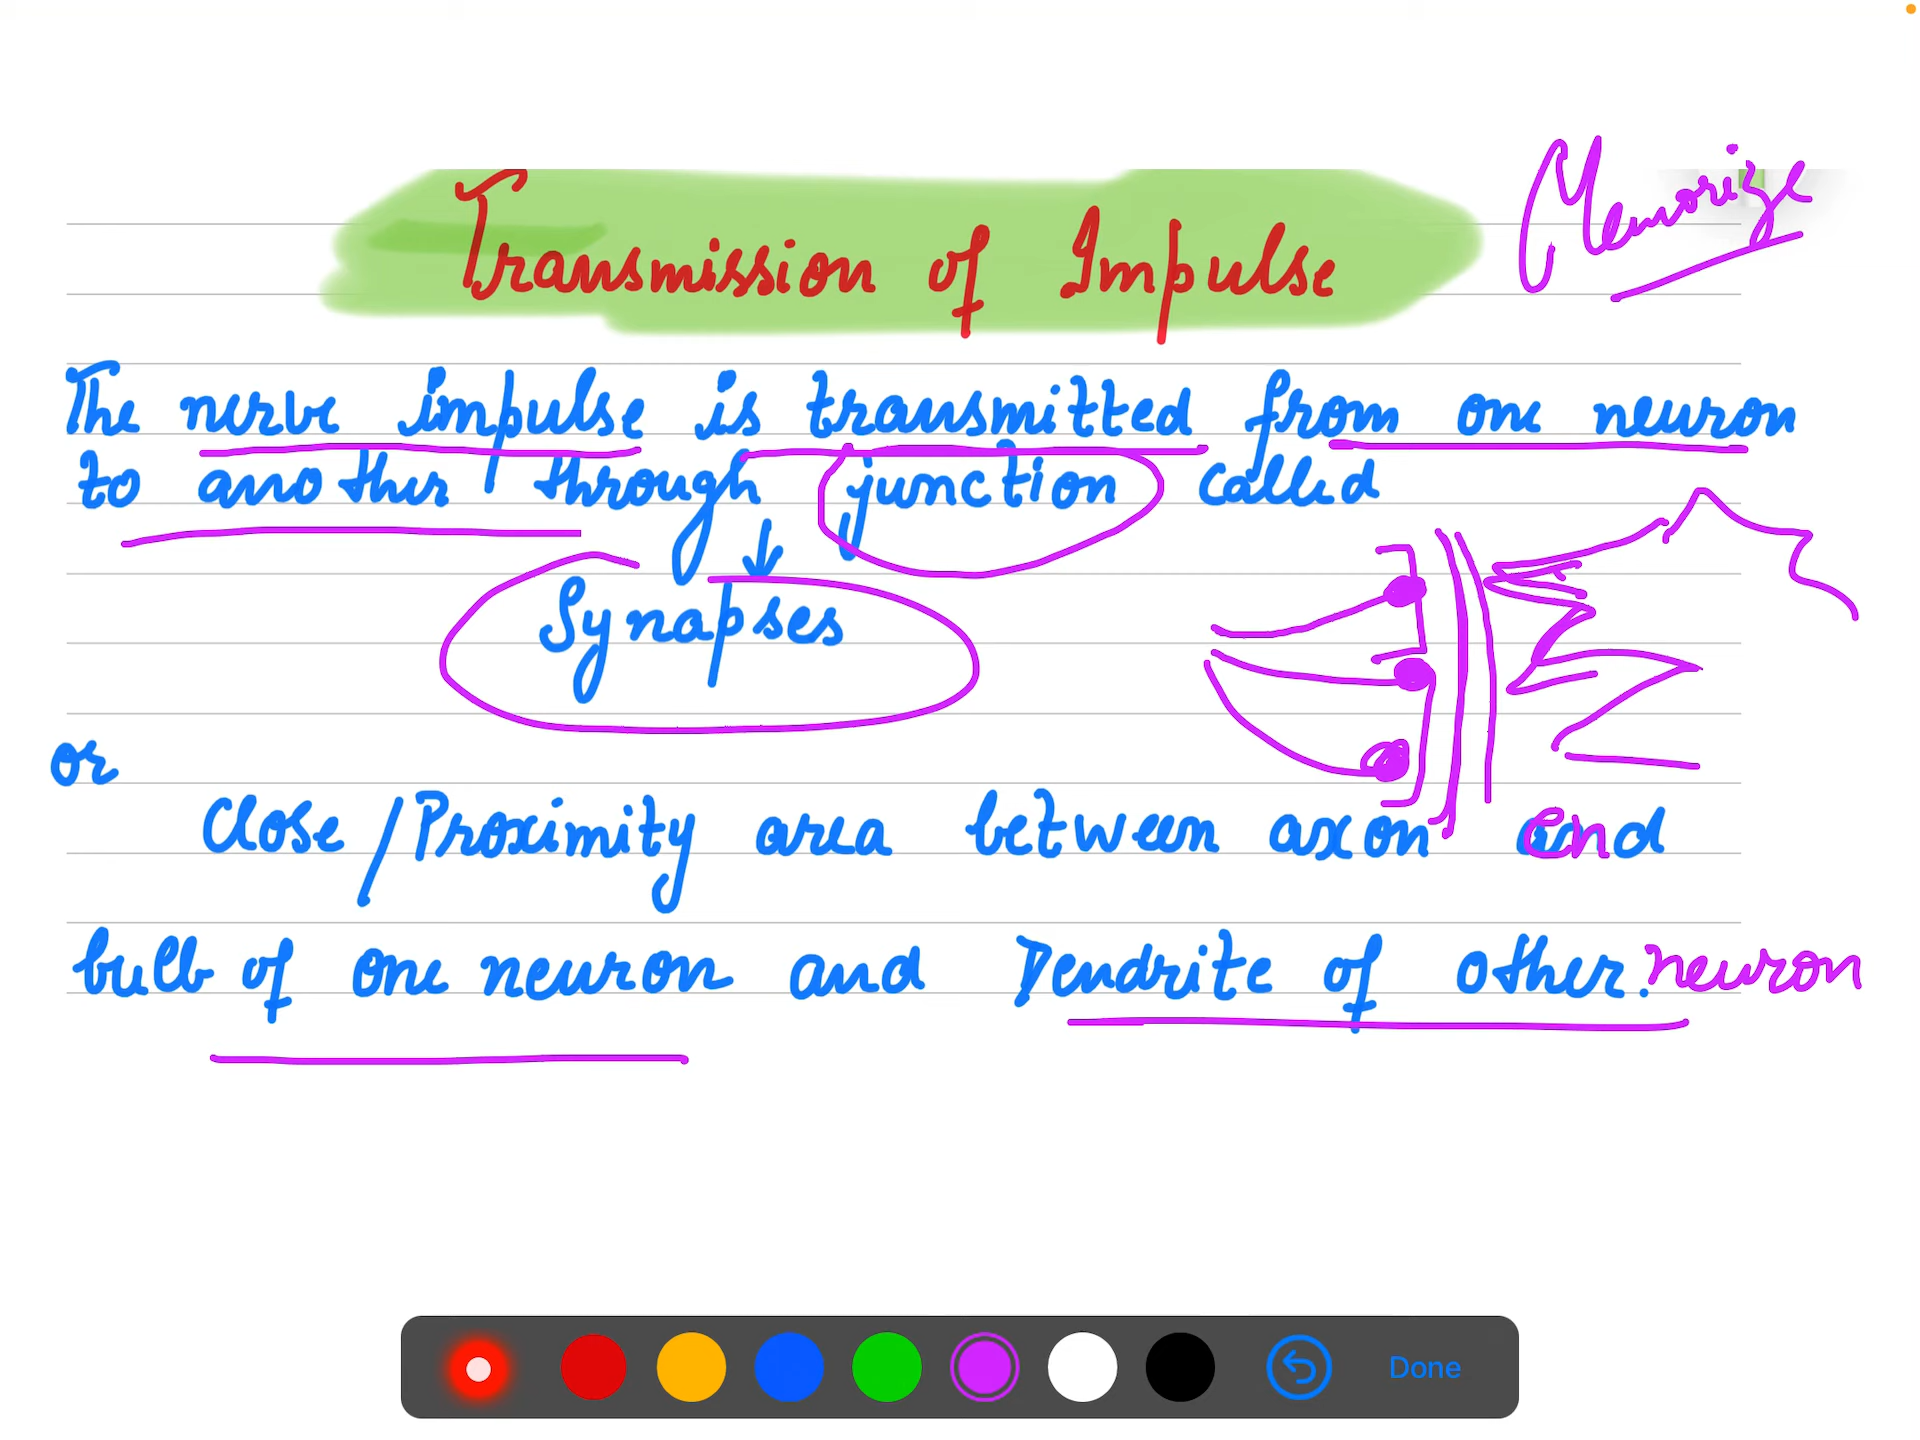 Memorize
Transmission of Impulse
The nerve impulse is transmitted from one neuron
to another through junction called
Synapses
or
Close/Proximity area between axon end
bulb of one neuron and Dendrite of other. neuron
Done